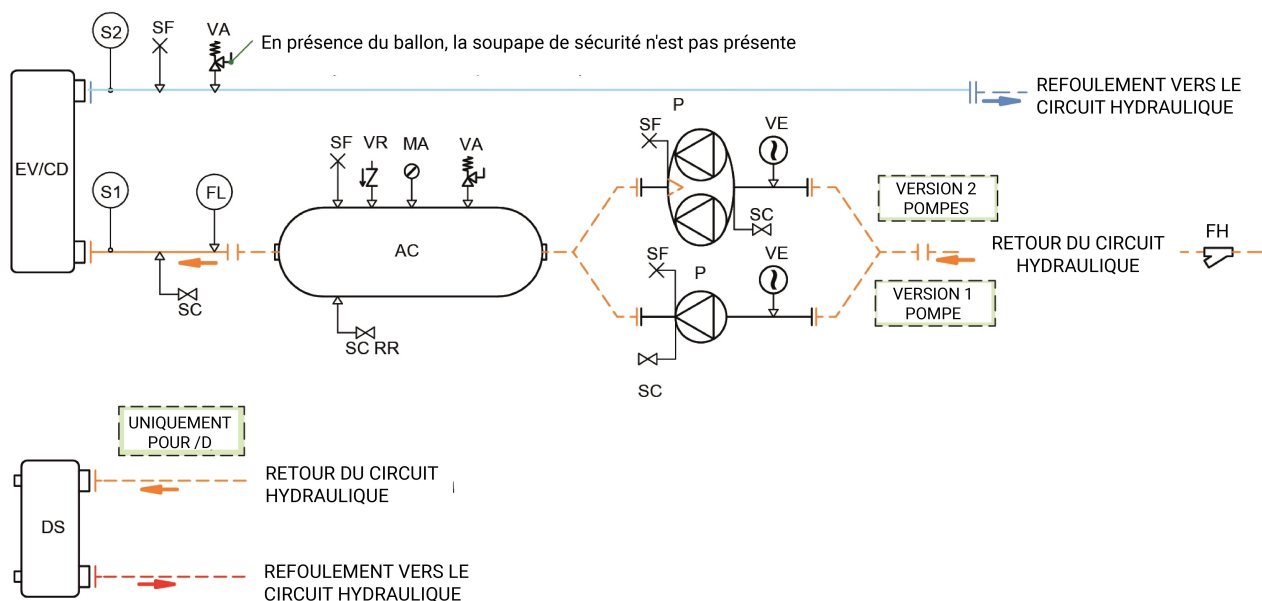 S2
SF
VA
En présence du ballon, la soupape de sécurité n'est pas présente
REFOULEMENT VERS LE
CIRCUIT HYDRAULIQUE
P
SF
VE
SF
VR
MA
VA
EV/CD
S1
FL
VERSION 2
POMPES
SC
AC
RETOUR DU CIRCUIT
HYDRAULIQUE
FH
SF
P
VE
VERSION 1
POMPE
SC
SC RR
SC
UNIQUEMENT
POUR /D
RETOUR DU CIRCUIT
HYDRAULIQUE
DS
REFOULEMENT VERS LE
CIRCUIT HYDRAULIQUE